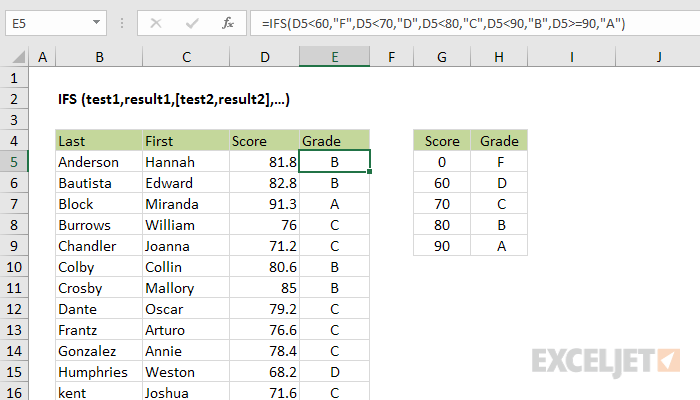 E5 fx =IFS(D5<60,"F",D5<70,"D",D5<80,"C",D5<90,"B",D5>=90,"A")
A B C D E F G H I J
1
2 IFS (test1,result1,[test2,result2],...)
3
4 Last First Score Grade Score Grade
5 Anderson Hannah 81.8 B 0 F
6 Bautista Edward 82.8 B 60 D
7 Block Miranda 91.3 A 70 C
8 Burrows William 76 C 80 B
9 Chandler Joanna 71.2 C 90 A
10 Colby Collin 80.6 B
11 Crosby Mallory 85 B
12 Dante Oscar 79.2 C
13 Frantz Arturo 76.6 C
14 Gonzalez Annie 78.4 C
15 Humphries Weston 68.2 D
16 kent Joshua 71.6 C
EXCELJET